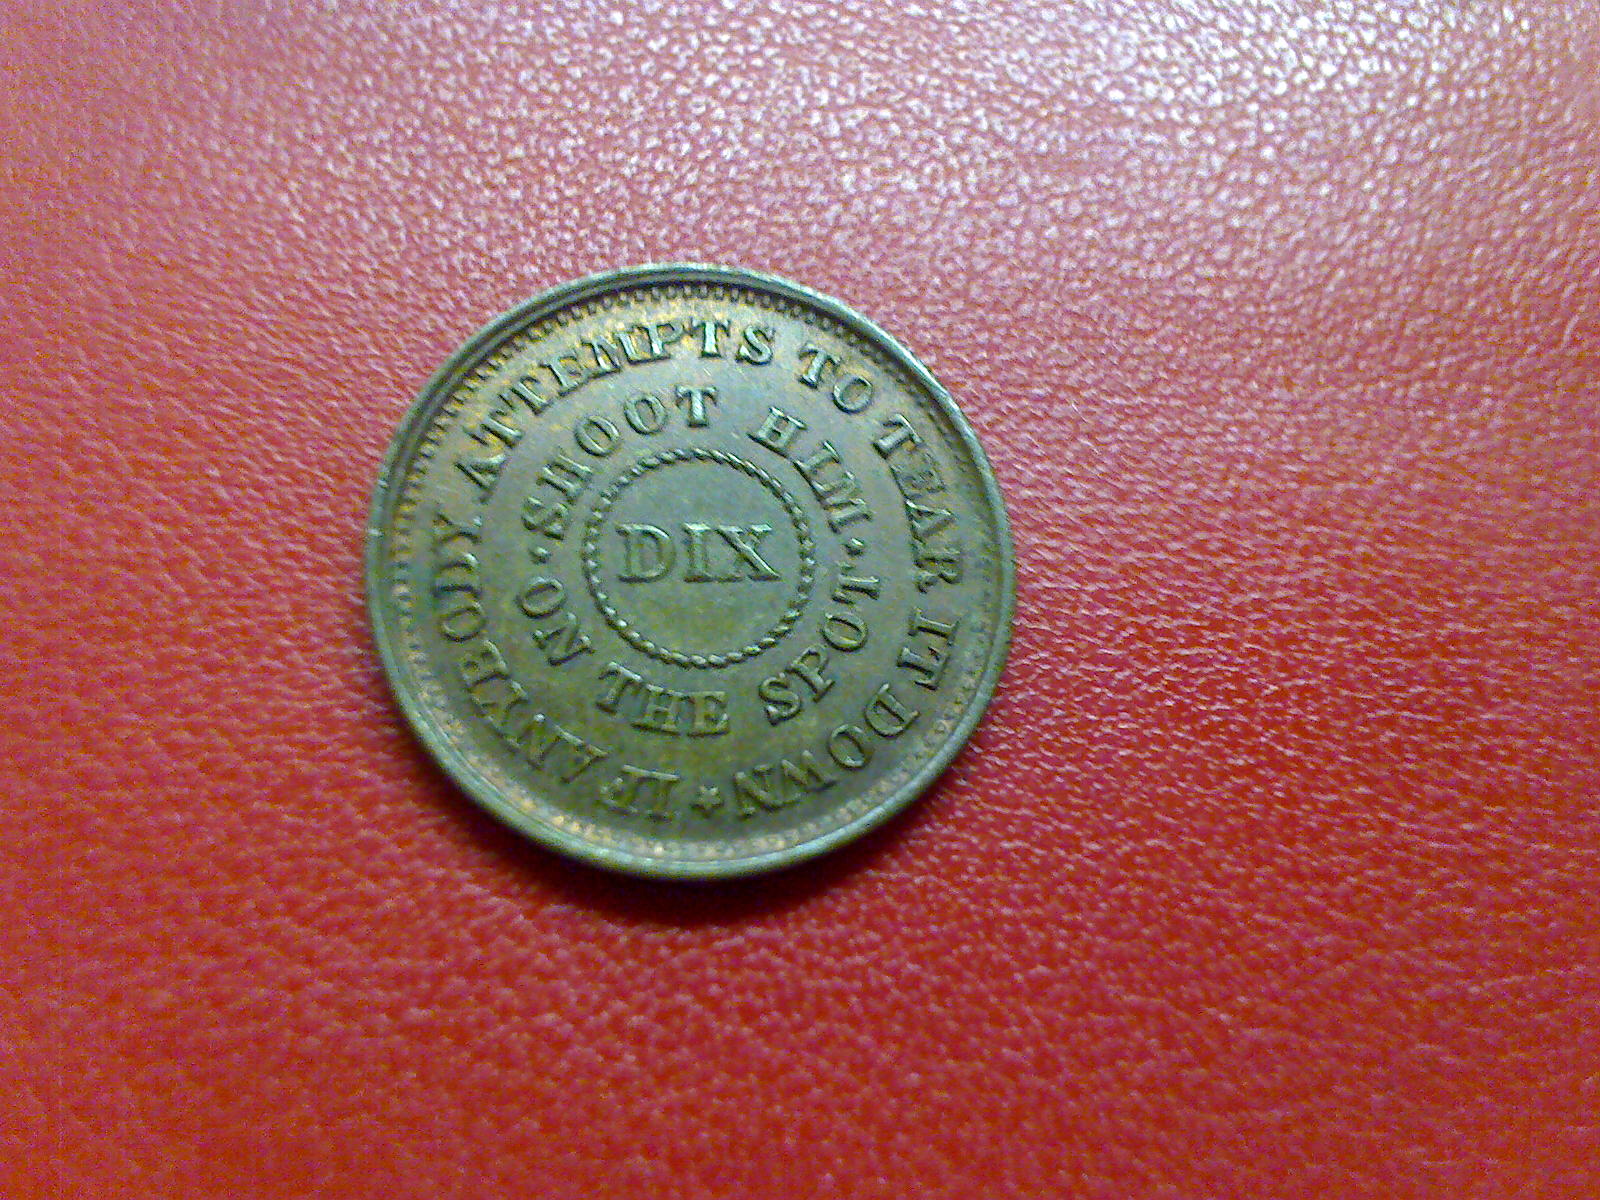 IF ANYBODY ATTEMPTS TO TEAR IT DOWN ★
·SHOOT HIM· ON THE SPOT
DIX